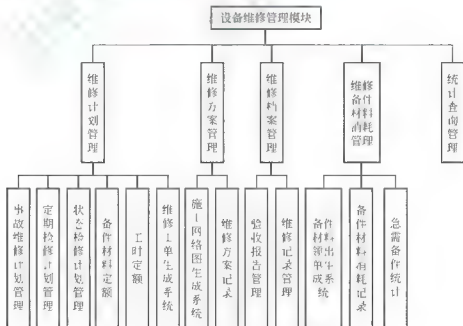 设备维修管理模块
维修计划管理
维修方案管理
维修档案管理
维修备件材料消耗管理
统计查询管理
事故维修计划管理
定期检修计划管理
状态检修计划管理
备件材料定额
工时定额
维修工单生成系统
施工网络图生成系统
维修方案记录
验收报告管理
维修记录管理
备件材料出库领单生成系统
备件材料消耗记录
急需备件统计